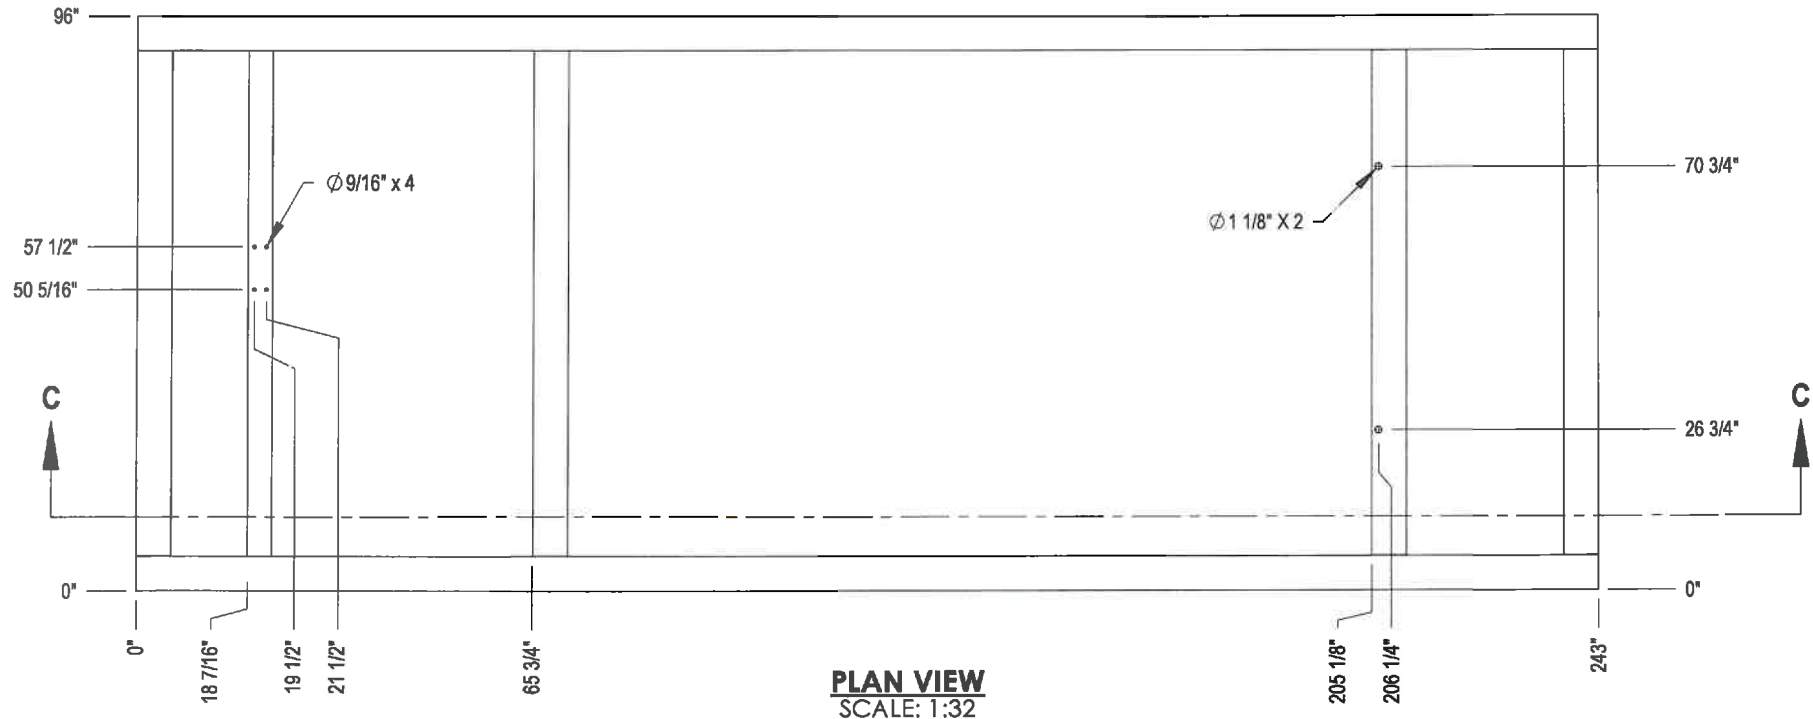 96"
Ø 9/16" x 4
70 3/4"
Ø 1 1/8" X 2
57 1/2"
50 5/16"
C
C
26 3/4"
0"
0"
0"
18 7/16"
19 1/2"
21 1/2"
65 3/4"
205 1/8"
206 1/4"
243"
PLAN VIEW
SCALE: 1:32